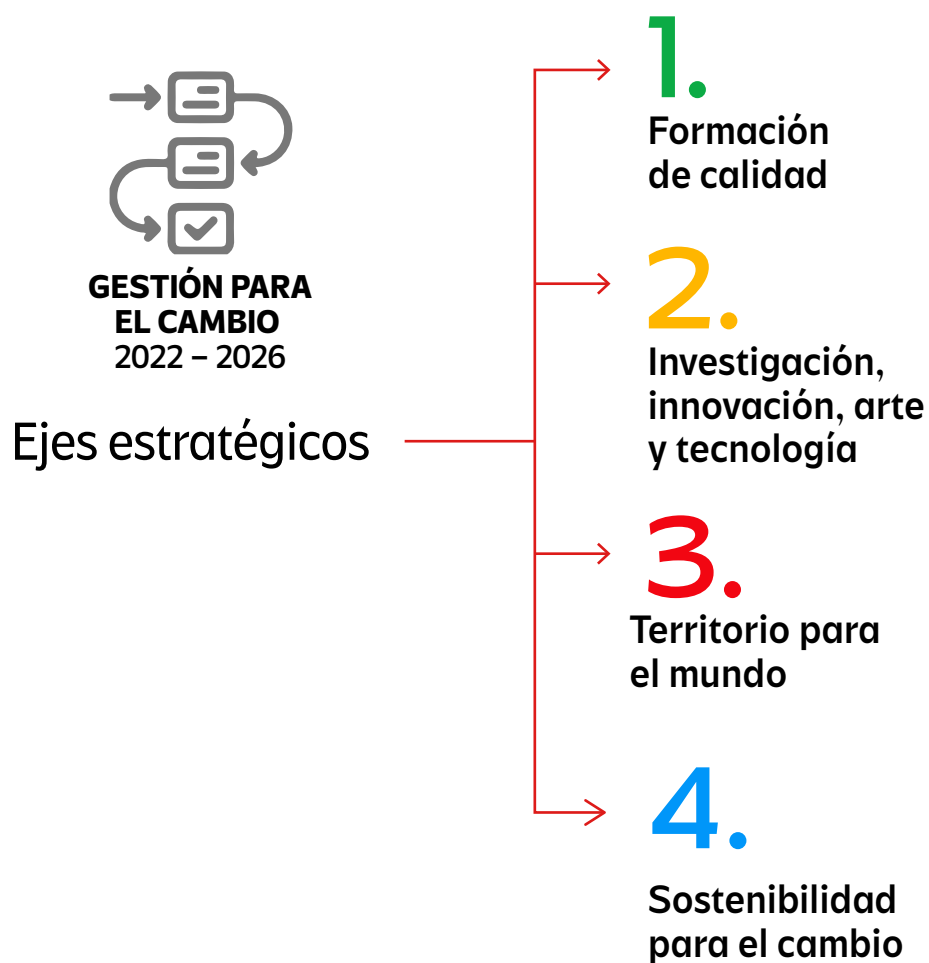 GESTIÓN PARA
EL CAMBIO
2022 – 2026
Ejes estratégicos
1.
Formación
de calidad
2.
Investigación,
innovación, arte
y tecnología
3.
Territorio para
el mundo
4.
Sostenibilidad
para el cambio